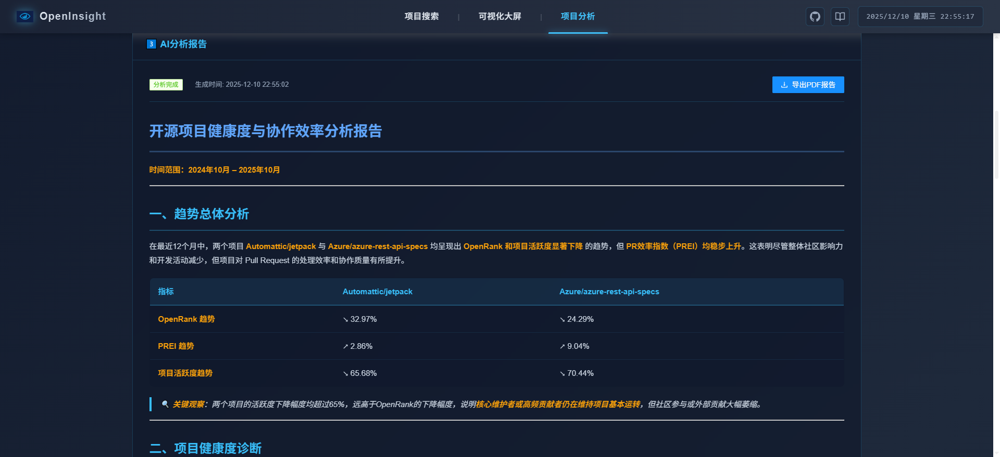 OpenInsight
项目搜索 | 可视化大屏 | 项目分析
2025/12/10 星期三 22:55:17
3 AI分析报告
分析完成 生成时间: 2025-12-10 22:55:02
导出PDF报告
开源项目健康度与协作效率分析报告
时间范围：2024年10月 – 2025年10月
一、趋势总体分析
在最近12个月中，两个项目 Automattic/jetpack 与 Azure/azure-rest-api-specs 均呈现出 OpenRank 和项目活跃度显著下降 的趋势，但 PR效率指数（PREI）均稳步上升。这表明尽管整体社区影响力
和开发活动减少，但项目对 Pull Request 的处理效率和协作质量有所提升。
指标 Automattic/jetpack Azure/azure-rest-api-specs
OpenRank 趋势 ↘ 32.97% ↘ 24.29%
PREI 趋势 ↗ 2.86% ↗ 9.04%
项目活跃度趋势 ↘ 65.68% ↘ 70.44%
🔍 关键观察：两个项目的活跃度下降幅度均超过65%，远高于OpenRank的下降幅度，说明核心维护者或高频贡献者仍在维持项目基本运转，但社区参与或外部贡献大幅萎缩。
二、项目健康度诊断